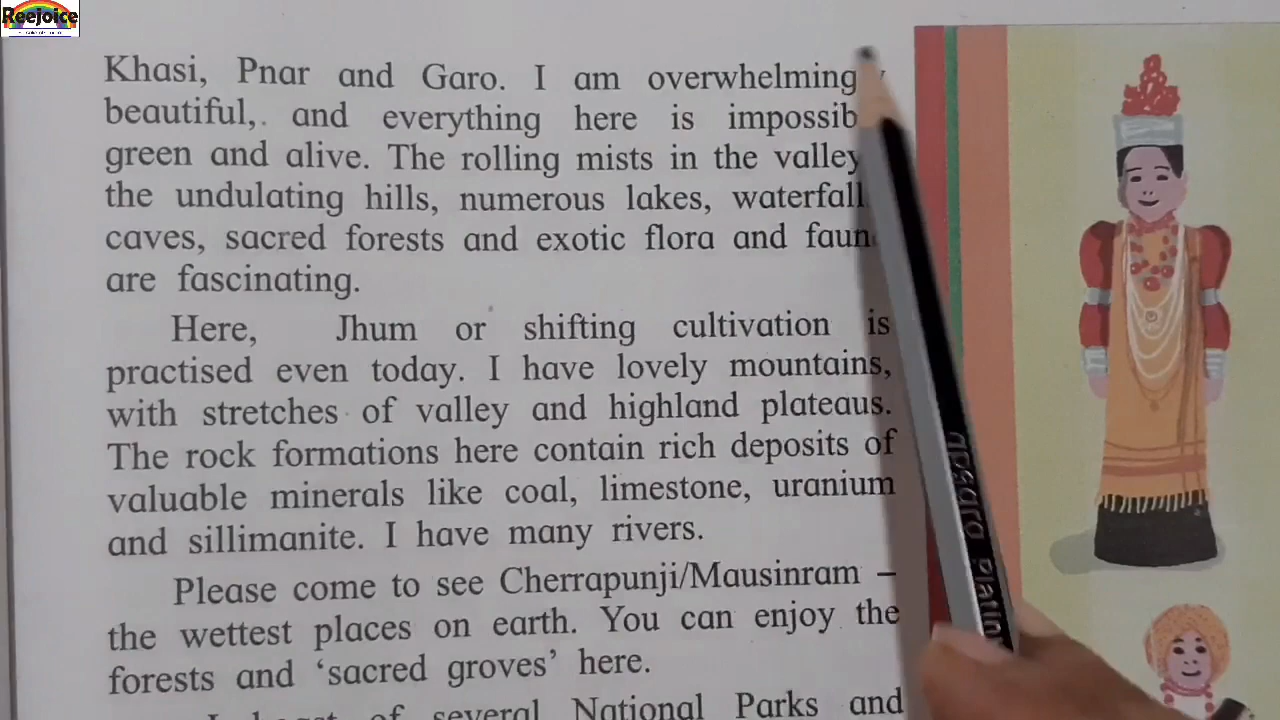 Reejoice
Khasi, Pnar and Garo. I am overwhelmingly
beautiful, and everything here is
green and alive. The rolling mists in the
the undulating hills, numerous lakes,
caves, sacred forests and exotic flora and
are fascinating.
Here, Jhum or shifting cultivation is
practised even today. I have lovely mountains,
with stretches of valley and highland plateaus.
The rock formations here contain rich deposits of
valuable minerals like coal, limestone, uranium
and sillimanite. I have many rivers.
Please come to see Cherrapunji/Mausinram –
the wettest places on earth. You can enjoy the
forests and ‘sacred groves’ here.
I boast of several National Parks and
apsara Platinum